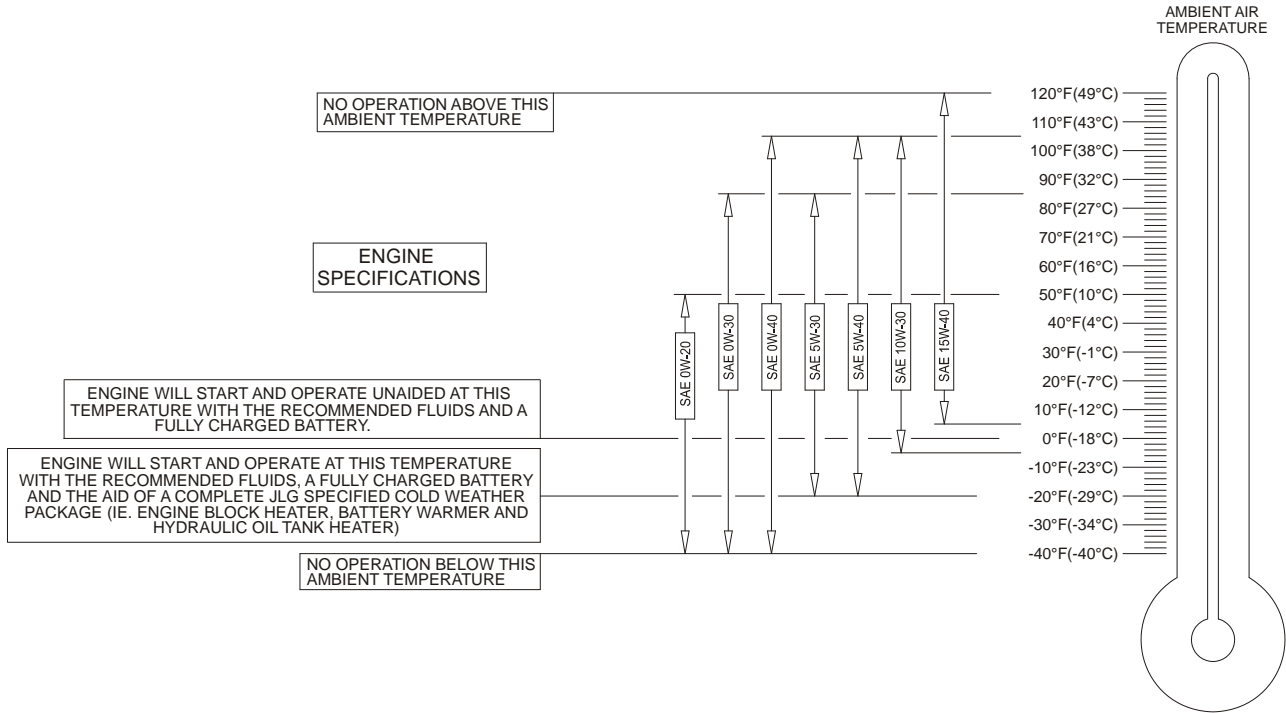 AMBIENT AIR
TEMPERATURE
NO OPERATION ABOVE THIS
AMBIENT TEMPERATURE
120°F(49°C)
110°F(43°C)
100°F(38°C)
90°F(32°C)
80°F(27°C)
70°F(21°C)
60°F(16°C)
50°F(10°C)
40°F(4°C)
30°F(-1°C)
20°F(-7°C)
10°F(-12°C)
0°F(-18°C)
-10°F(-23°C)
-20°F(-29°C)
-30°F(-34°C)
-40°F(-40°C)
ENGINE
SPECIFICATIONS
SAE 0W-20
SAE 0W-30
SAE 0W-40
SAE 5W-30
SAE 5W-40
SAE 10W-30
SAE 15W-40
ENGINE WILL START AND OPERATE UNAIDED AT THIS
TEMPERATURE WITH THE RECOMMENDED FLUIDS AND A
FULLY CHARGED BATTERY.
ENGINE WILL START AND OPERATE AT THIS TEMPERATURE
WITH THE RECOMMENDED FLUIDS, A FULLY CHARGED BATTERY
AND THE AID OF A COMPLETE JLG SPECIFIED COLD WEATHER
PACKAGE (IE. ENGINE BLOCK HEATER, BATTERY WARMER AND
HYDRAULIC OIL TANK HEATER)
NO OPERATION BELOW THIS
AMBIENT TEMPERATURE